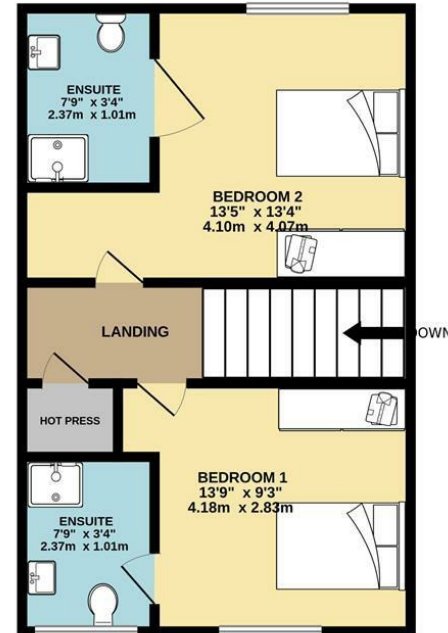 ENSUITE
7'9" x 3'4"
2.37m x 1.01m
BEDROOM 2
13'5" x 13'4"
4.10m x 4.07m
LANDING
DOWN
HOT PRESS
BEDROOM 1
13'9" x 9'3"
4.18m x 2.83m
ENSUITE
7'9" x 3'4"
2.37m x 1.01m